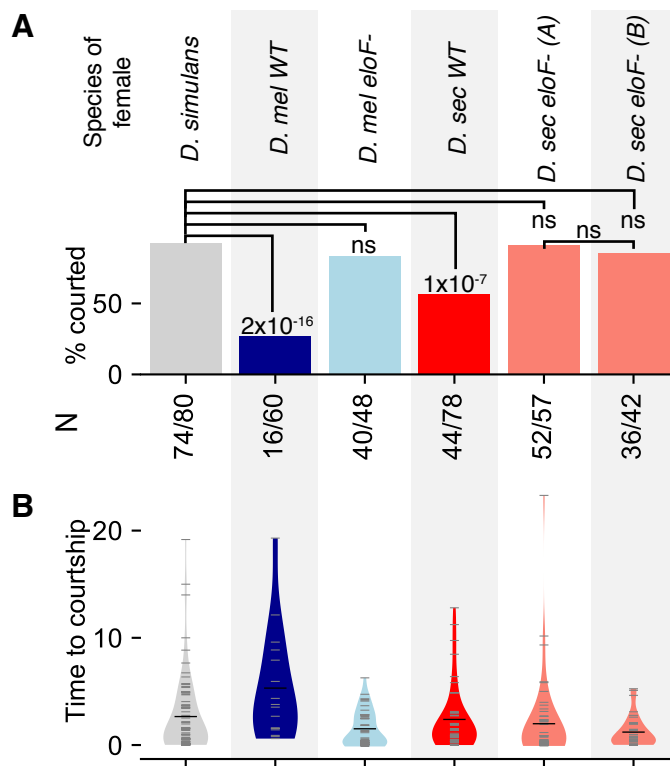 A
Species of
female
D. simulans
D. mel WT
D. mel eloF-
D. sec WT
D. sec eloF- (A)
D. sec eloF- (B)
ns
ns
ns
ns
1x10-7
2x10-16
% courted
50
0
N
74/80
16/60
40/48
44/78
52/57
36/42
B
Time to courtship
20
10
0